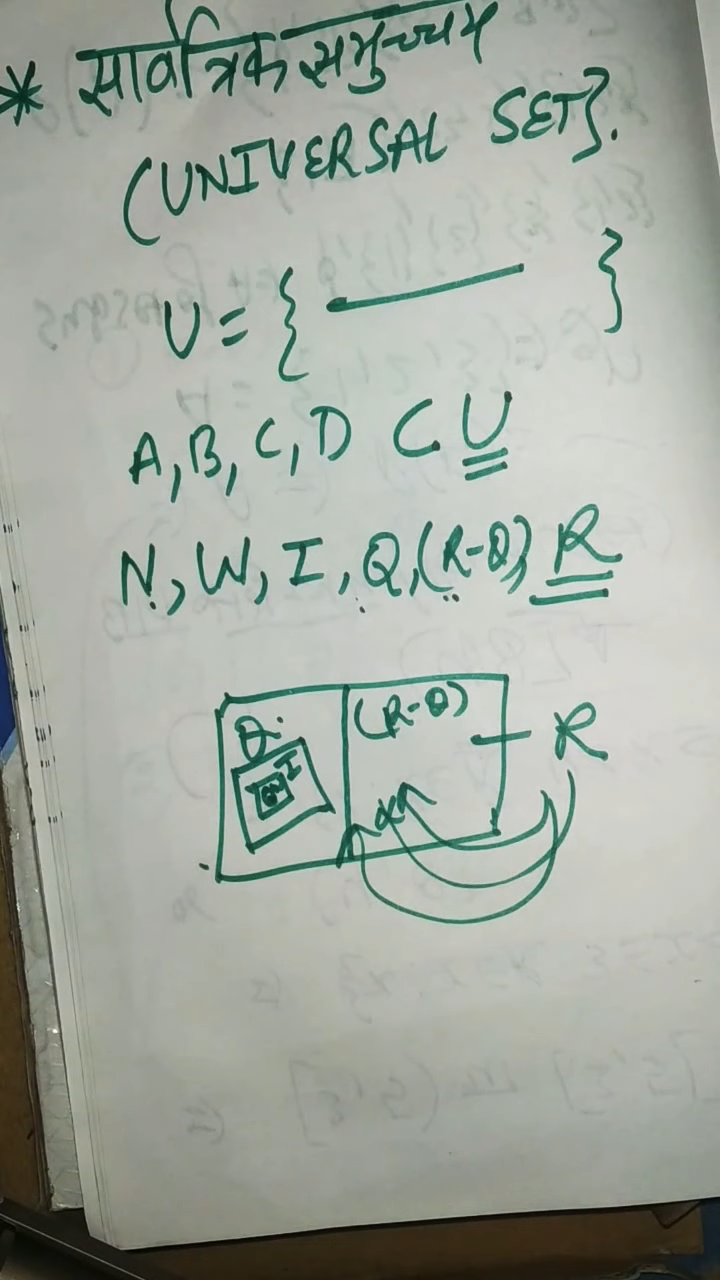 * सार्वत्रिक समुच्चय
(UNIVERSAL SET}.
U = { — }
A, B, C, D ⊂ U
N, W, I, Q, (R-Q), R
Q (R-Q)
I
R